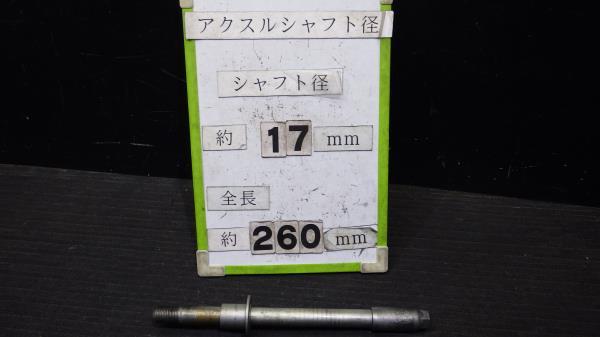 アクスルシャフト径
シャフト径
約 17 mm
全長
約 260 mm